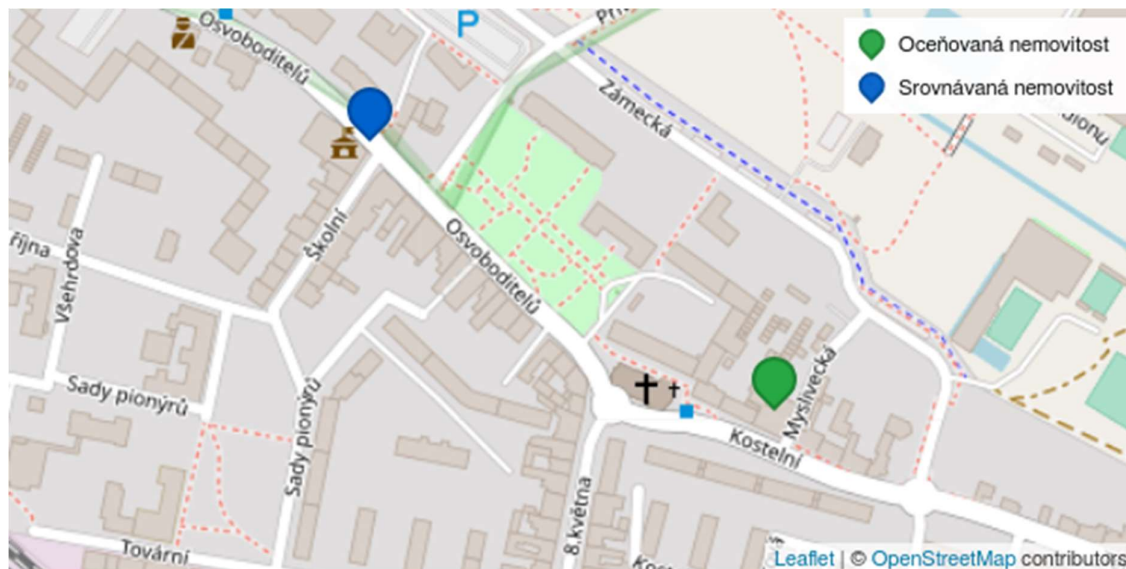 Osvoboditelů
P
Oceňovaná nemovitost
Srovnávaná nemovitost
Zámecká
Školní
Osvoboditelů
října
Všehrdova
Sady pionýrů
Sady pionýrů
Myslivecká
Kostelní
8.května
Tovární
Leaflet | © OpenStreetMap contributors